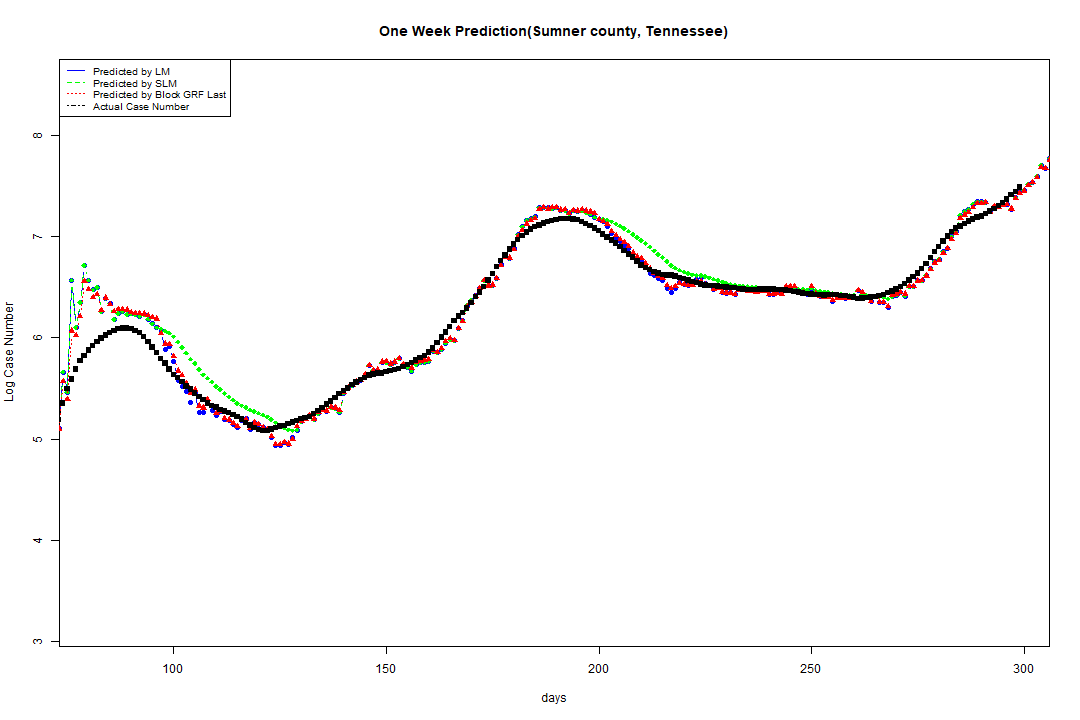 One Week Prediction(Sumner county, Tennessee)
Predicted by LM
Predicted by SLM
Predicted by Block GRF Last
Actual Case Number
8
7
6
5
4
3
Log Case Number
100 150 200 250 300
days